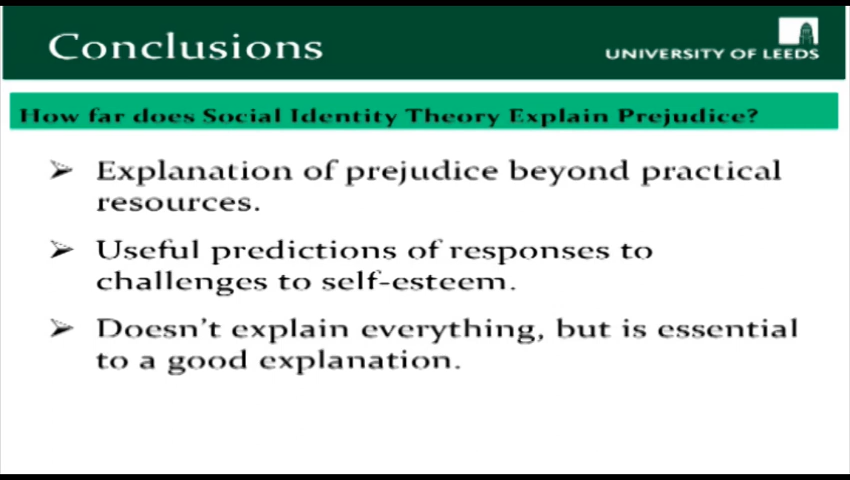 Conclusions
UNIVERSITY OF LEEDS
How far does Social Identity Theory Explain Prejudice?
Explanation of prejudice beyond practical
resources.
Useful predictions of responses to
challenges to self-esteem.
Doesn't explain everything, but is essential
to a good explanation.